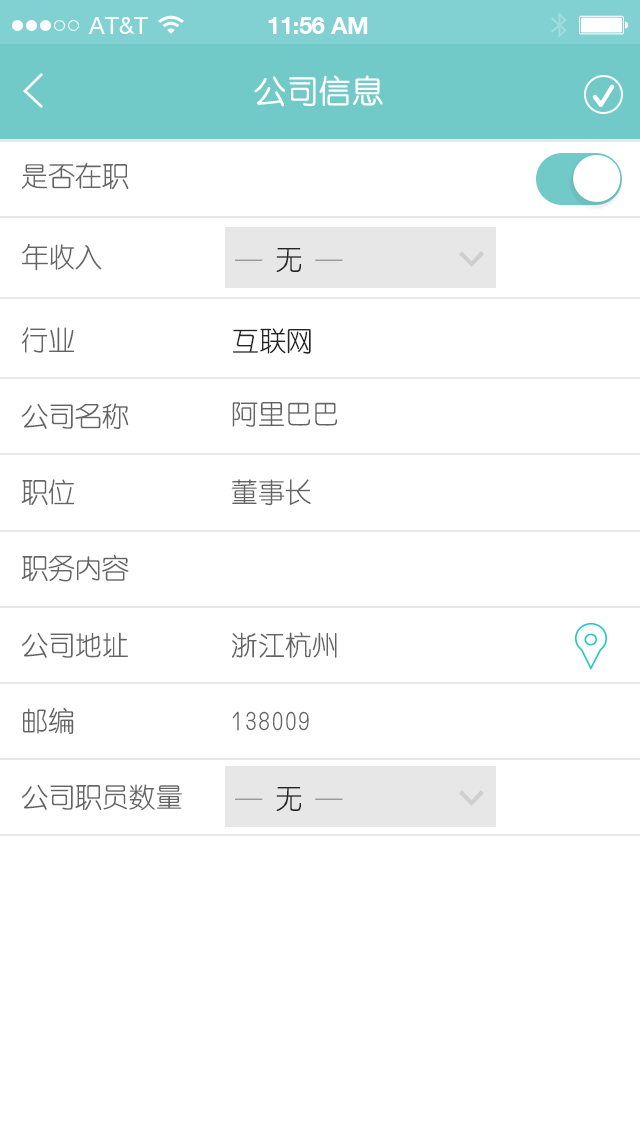 AT&T 11:56 AM
公司信息
是否在职
年收入 — 无 —
行业 互联网
公司名称 阿里巴巴
职位 董事长
职务内容
公司地址 浙江杭州
邮编 138009
公司职员数量 — 无 —